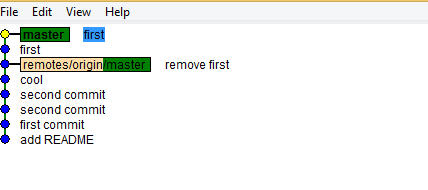 File Edit View Help
master first
first
remotes/origin/master remove first
cool
second commit
second commit
first commit
add README